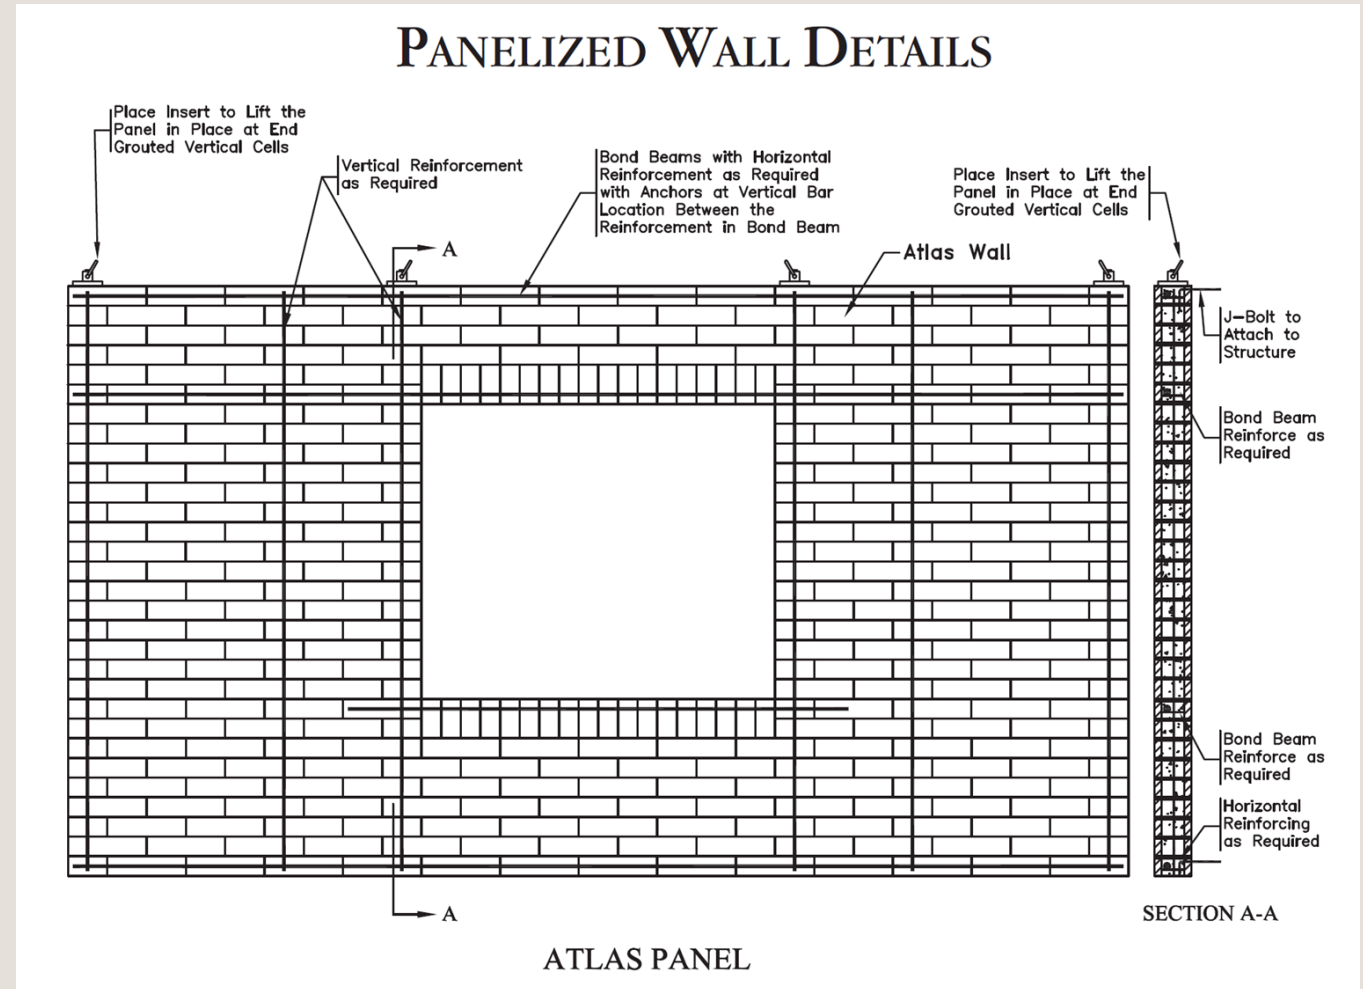 PANELIZED WALL DETAILS
Place Insert to Lift the
Panel in Place at End
Grouted Vertical Cells
Vertical Reinforcement
as Required
Bond Beams with Horizontal
Reinforcement as Required
with Anchors at Vertical Bar
Location Between the
Reinforcement in Bond Beam
Place Insert to Lift the
Panel in Place at End
Grouted Vertical Cells
A
Atlas Wall
J-Bolt to
Attach to
Structure
Bond Beam
Reinforce as
Required
Bond Beam
Reinforce as
Required
Horizontal
Reinforcing
as Required
A
SECTION A-A
ATLAS PANEL